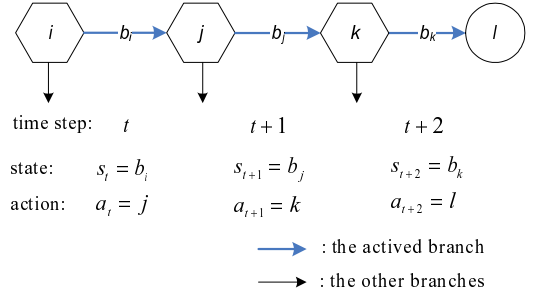 i b_i j b_j k b_k l
time step: t t + 1 t + 2
state: s_t = b_i s_{t+1} = b_j s_{t+2} = b_k
action: a_t = j a_{t+1} = k a_{t+2} = l
: the actived branch
: the other branches